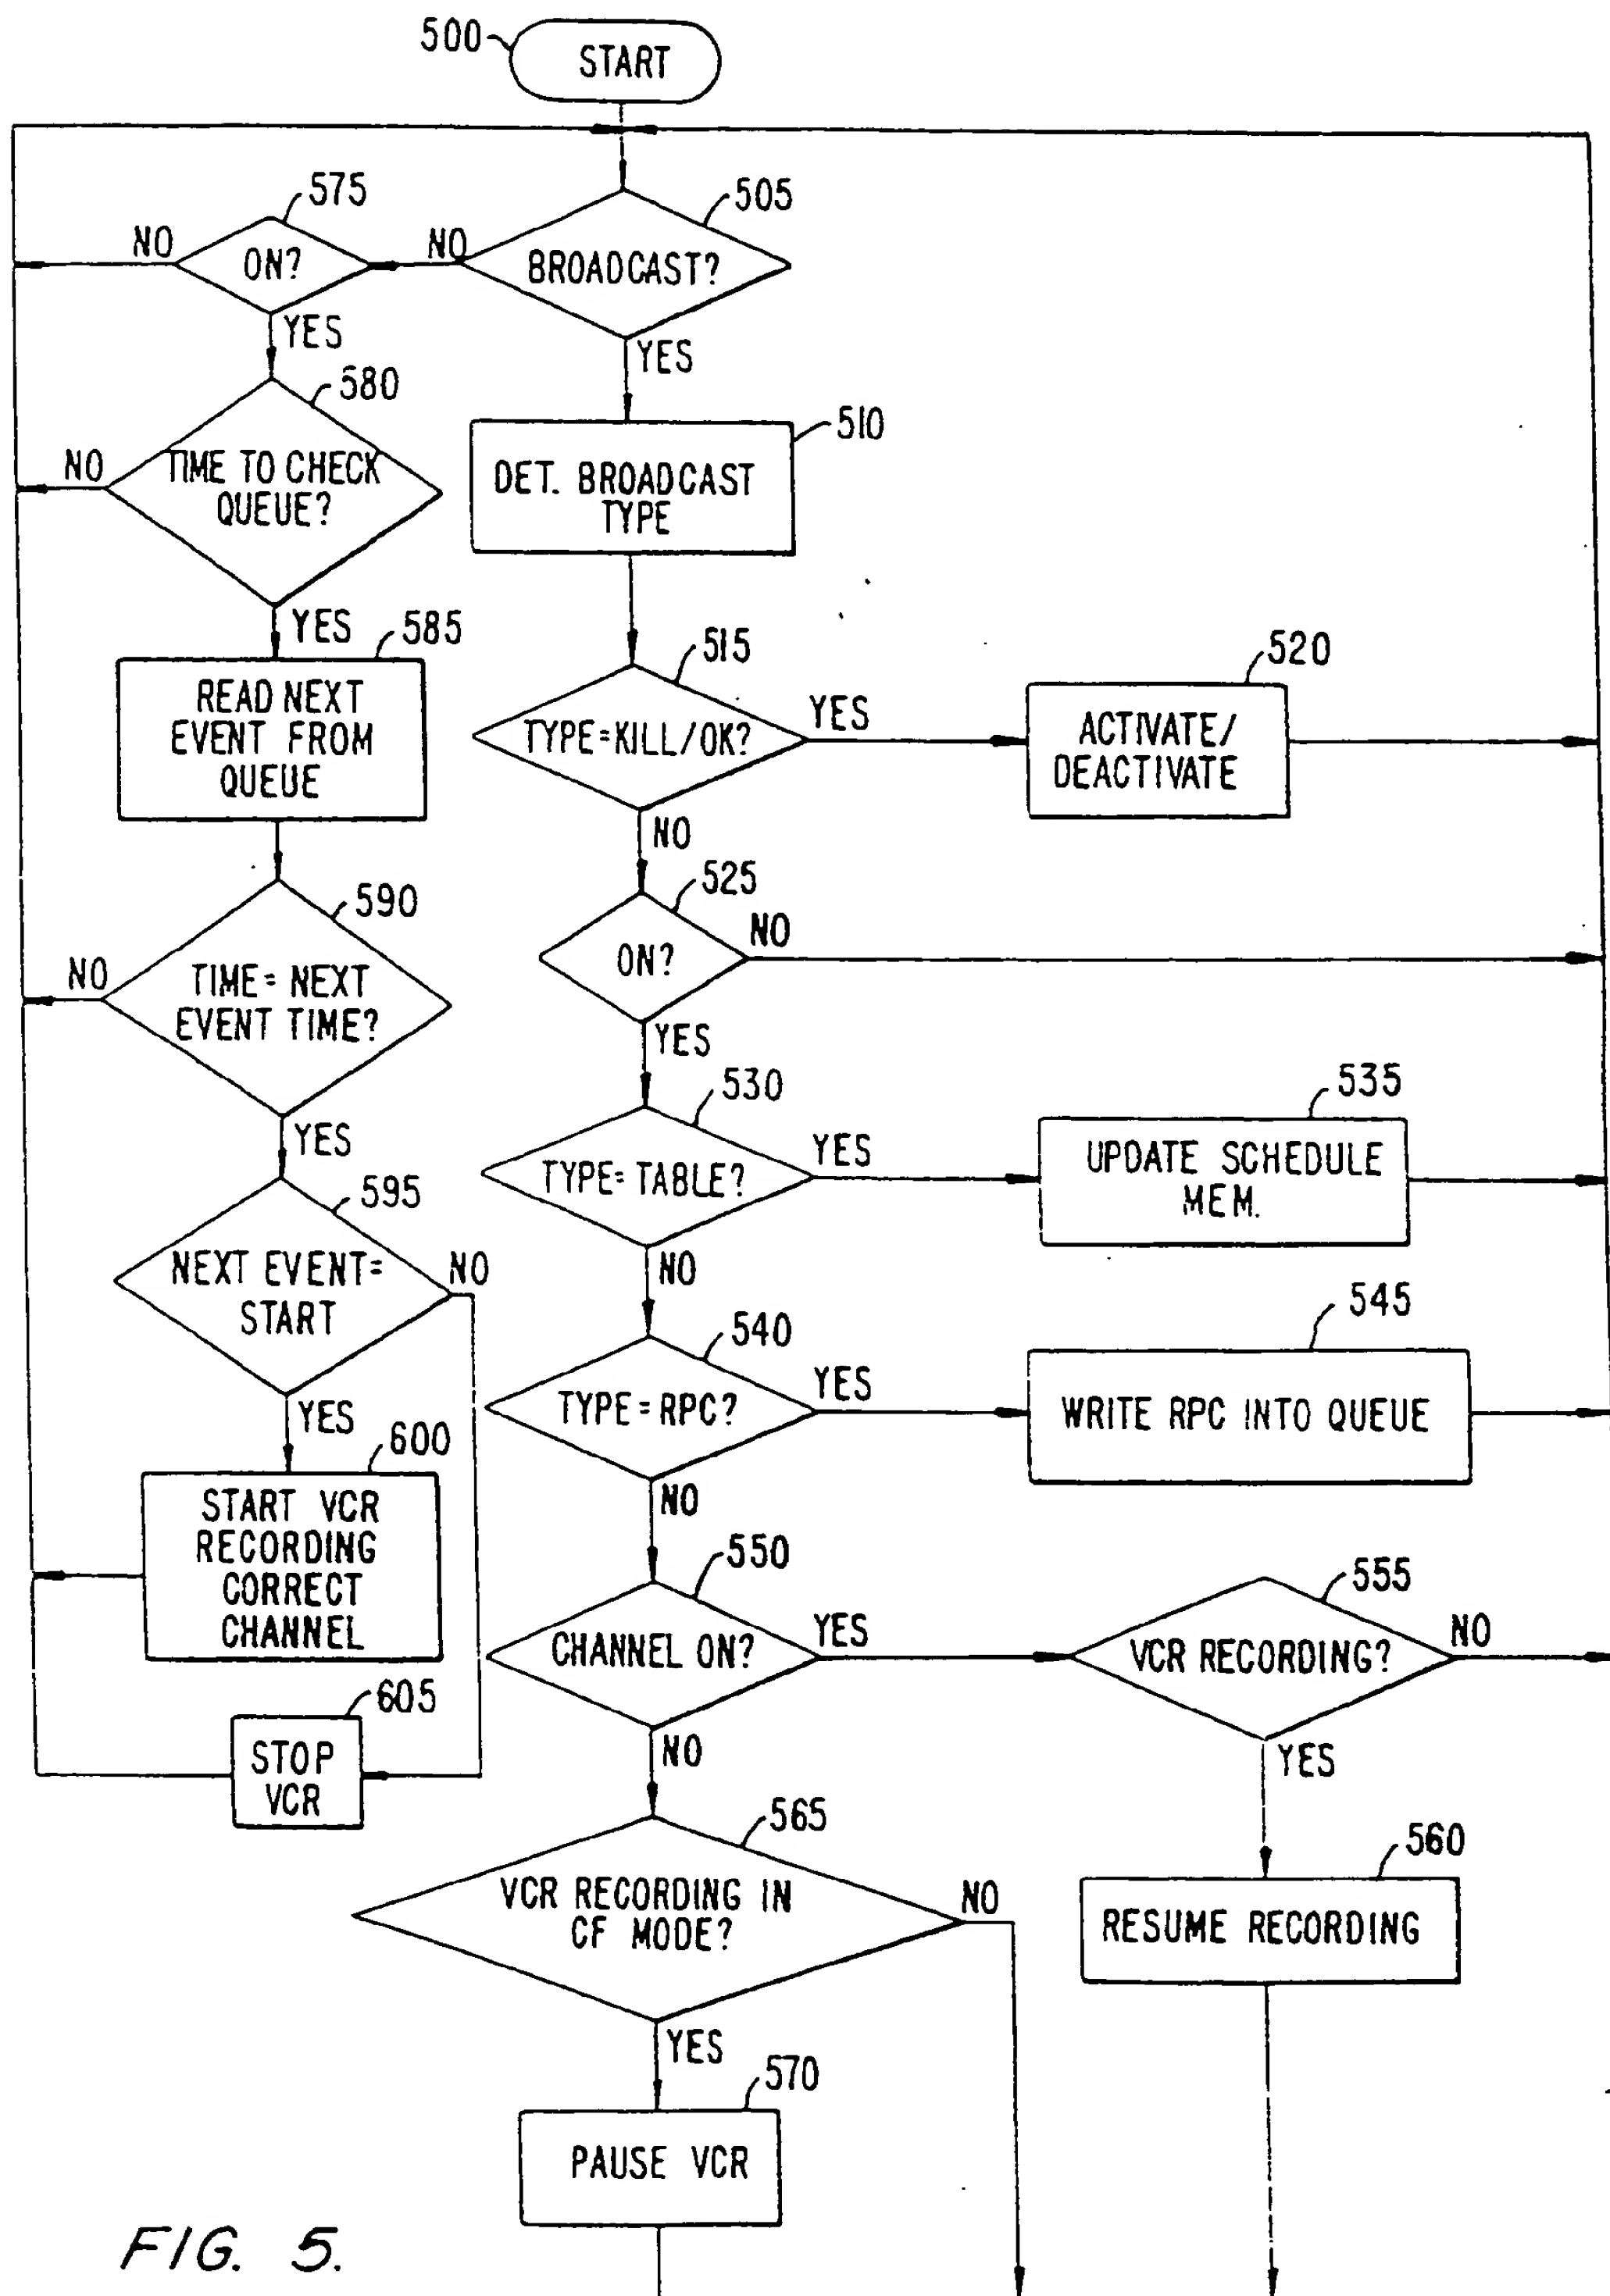 500
START
575
505
NO
ON?
NO
BROADCAST?
YES
YES
580
510
NO
TIME TO CHECK
QUEUE?
DET. BROADCAST
TYPE
YES
585
515
520
READ NEXT
EVENT FROM
QUEUE
TYPE=KILL/OK?
YES
ACTIVATE/
DEACTIVATE
NO
590
525
NO
TIME= NEXT
EVENT TIME?
ON?
NO
YES
YES
595
530
535
NEXT EVENT=
START
NO
TYPE=TABLE?
YES
UPDATE SCHEDULE
MEM.
NO
540
545
YES
TYPE=RPC?
YES
WRITE RPC INTO QUEUE
600
NO
START VCR
RECORDING
CORRECT
CHANNEL
550
555
CHANNEL ON?
YES
VCR RECORDING?
NO
605
STOP
VCR
NO
YES
565
560
VCR RECORDING IN
CF MODE?
NO
RESUME RECORDING
YES
570
PAUSE VCR
FIG. 5.